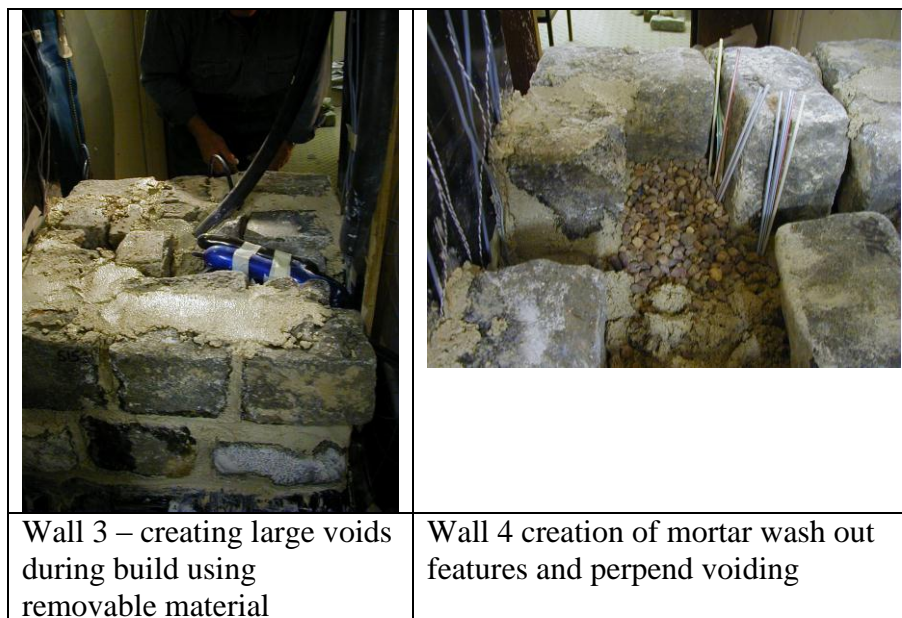 Wall 3 – creating large voids
during build using
removable material
Wall 4 creation of mortar wash out
features and perpend voiding